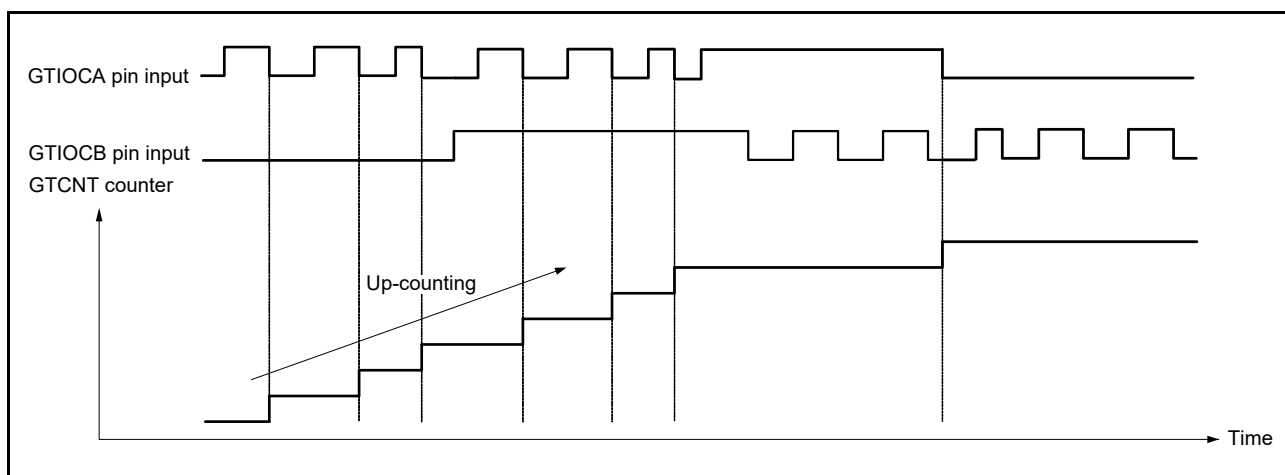 GTIOCA pin input
GTIOCB pin input
GTCNT counter
Up-counting
Time